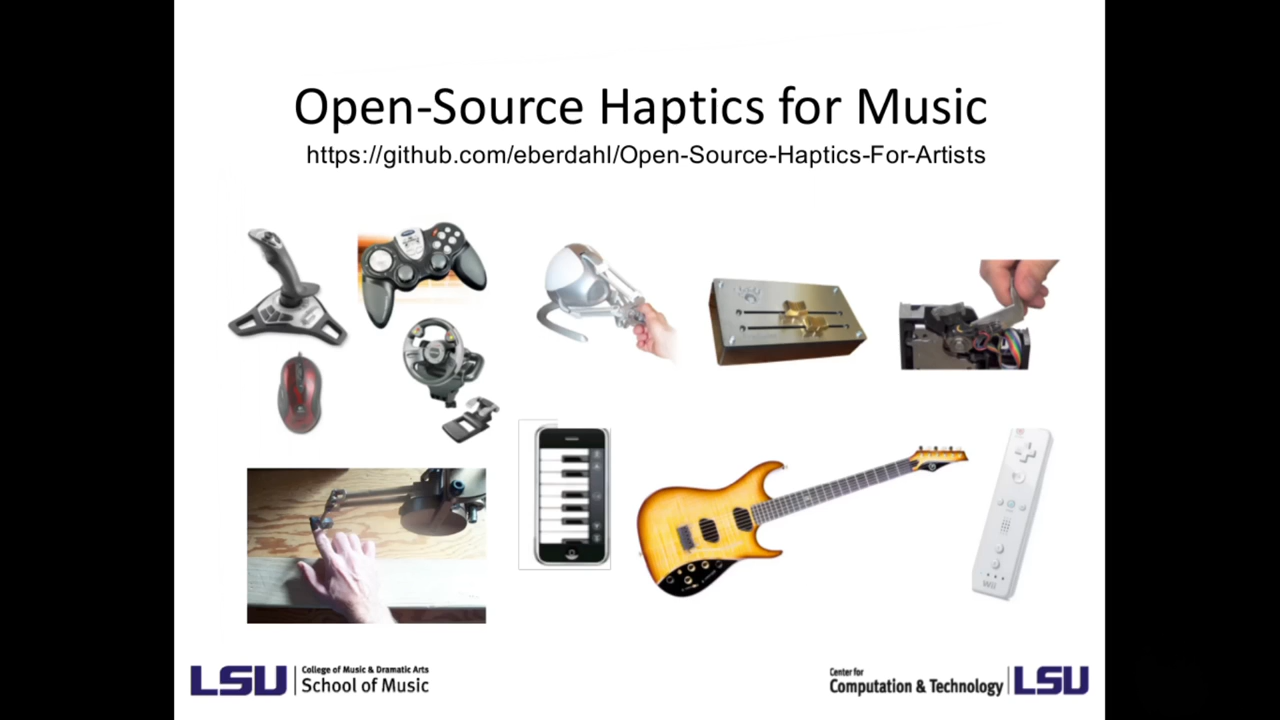 Open-Source Haptics for Music
https://github.com/eberdahl/Open-Source-Haptics-For-Artists
Wii
LSU
College of Music & Dramatic Arts
School of Music
Center for
Computation & Technology
LSU